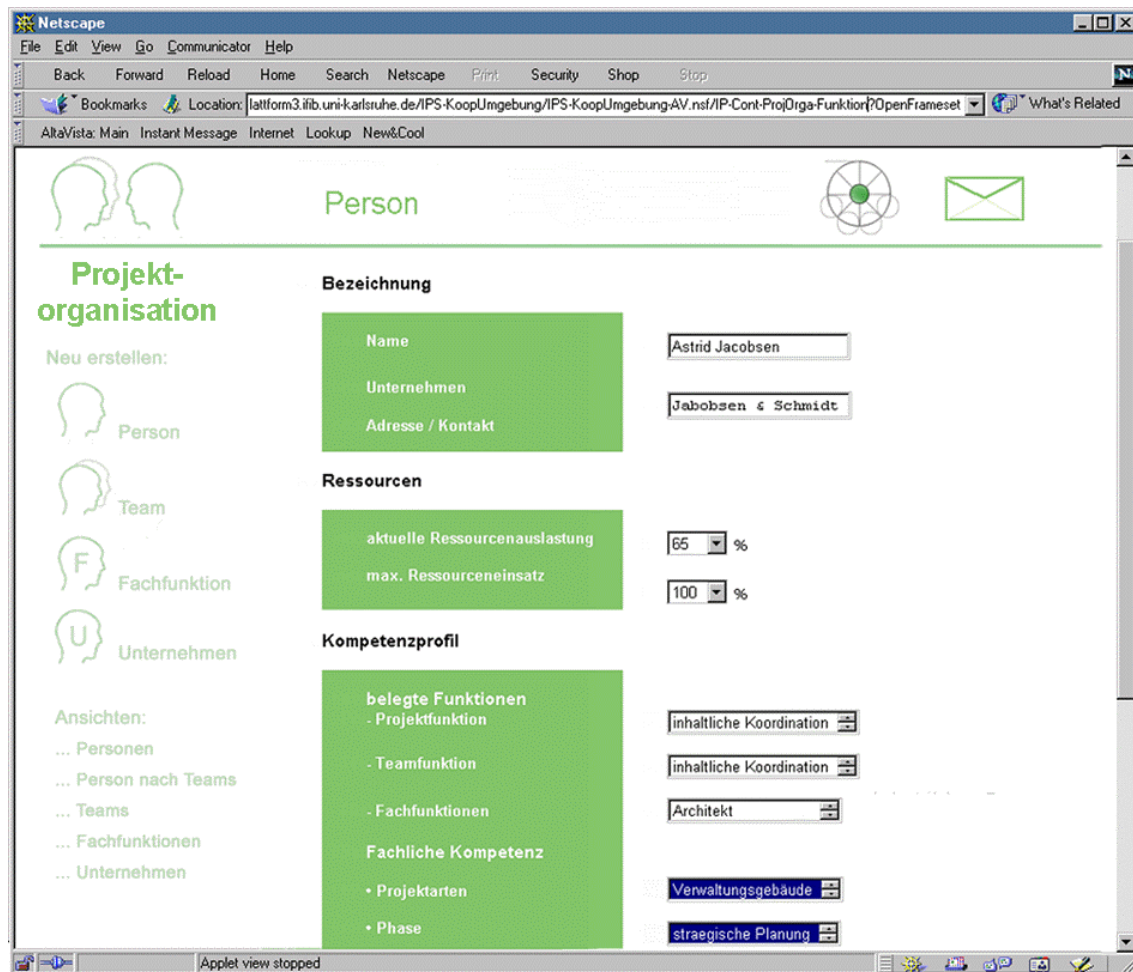 Netscape
File Edit View Go Communicator Help
Back Forward Reload Home Search Netscape Print Security Shop Stop
N
Bookmarks Location: lattform3.ifib.uni-karlsruhe.de/IPS-KoopUmgebung/IPS-KoopUmgebung-AV.nsf/IP-Cont-ProjOrga-Funktion?OpenFrameset What's Related
AltaVista: Main Instant Message Internet Lookup New&Cool
Person
Projekt-
organisation
Neu erstellen:
Person
Team
F
Fachfunktion
U
Unternehmen
Ansichten:
... Personen
... Person nach Teams
... Teams
... Fachfunktionen
... Unternehmen
Bezeichnung
Name Astrid Jacobsen
Unternehmen Jabobsen & Schmidt
Adresse / Kontakt
Ressourcen
aktuelle Ressourcenauslastung 65 %
max. Ressourceneinsatz 100 %
Kompetenzprofil
belegte Funktionen
- Projektfunktion inhaltliche Koordination
- Teamfunktion inhaltliche Koordination
- Fachfunktionen Architekt
Fachliche Kompetenz
• Projektarten Verwaltungsgebäude
• Phase straegische Planung
Applet view stopped